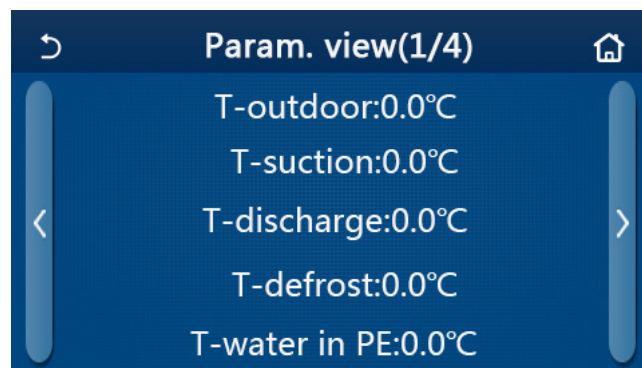 Param. view(1/4)
T-outdoor:0.0℃
T-suction:0.0℃
T-discharge:0.0℃
T-defrost:0.0℃
T-water in PE:0.0℃